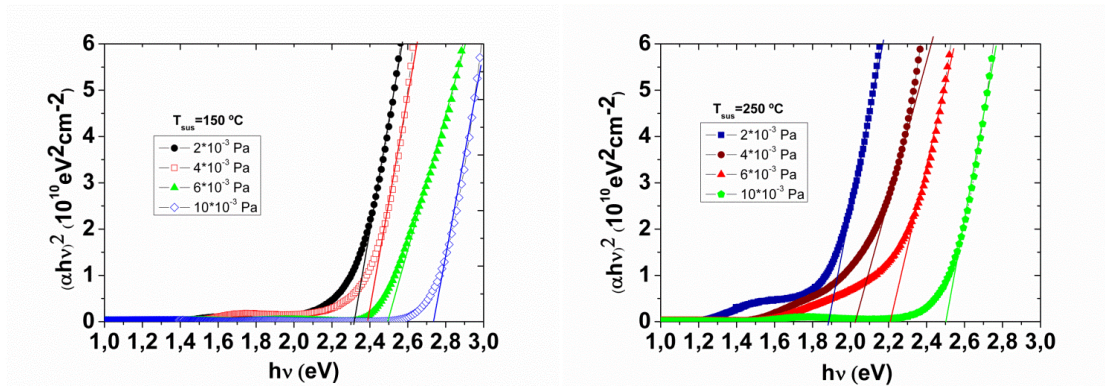 6
5
4
3
2
1
0
(αhν)² (10¹⁰eV²cm-2)
T_sus=150 ºC
2*10⁻³ Pa
4*10⁻³ Pa
6*10⁻³ Pa
10*10⁻³ Pa
1,0 1,2 1,4 1,6 1,8 2,0 2,2 2,4 2,6 2,8 3,0
hν (eV)
6
5
4
3
2
1
0
(αhν)² (10¹⁰eV²cm-2)
T_sus=250 ºC
2*10⁻³ Pa
4*10⁻³ Pa
6*10⁻³ Pa
10*10⁻³ Pa
1,0 1,2 1,4 1,6 1,8 2,0 2,2 2,4 2,6 2,8 3,0
hν (eV)